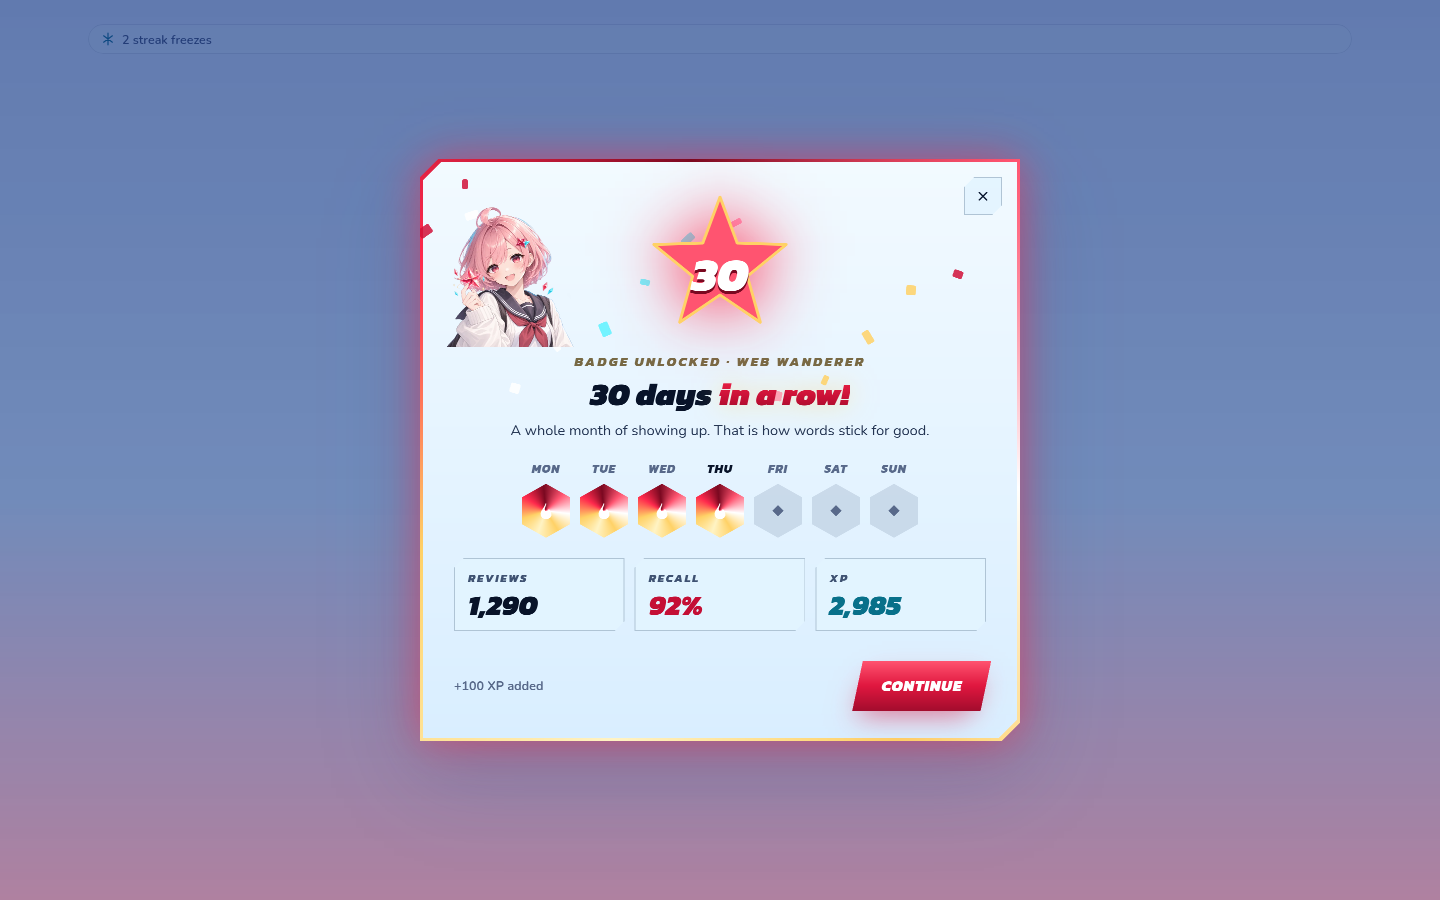 2 streak freezes
×
30
BADGE UNLOCKED · WEB WANDERER
30 days in a row!
A whole month of showing up. That is how words stick for good.
MON TUE WED THU FRI SAT SUN
REVIEWS RECALL XP
1,290 92% 2,985
+100 XP added CONTINUE